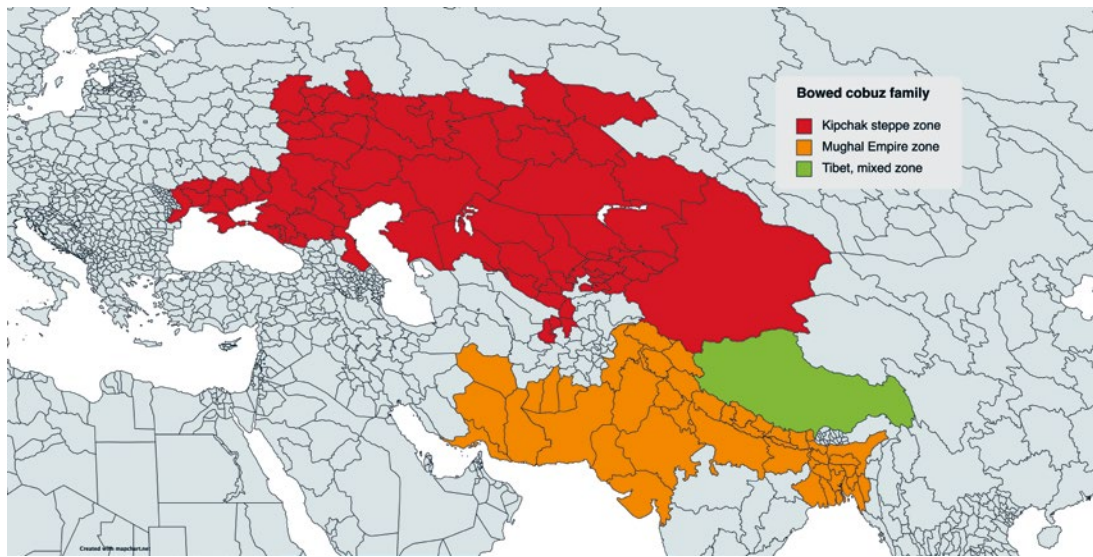 Bowed cobuz family
Kipchak steppe zone
Mughal Empire zone
Tibet, mixed zone
Created with mapchart.net